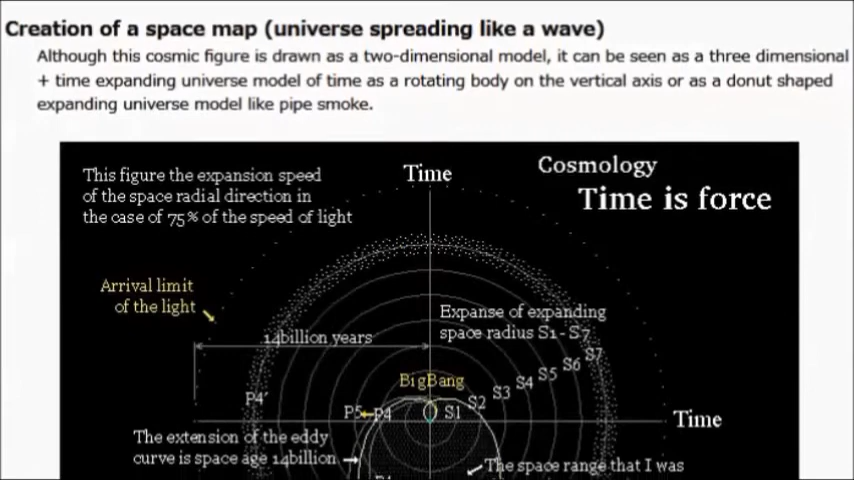 Creation of a space map (universe spreading like a wave)
Although this cosmic figure is drawn as a two-dimensional model, it can be seen as a three dimensional
+ time expanding universe model of time as a rotating body on the vertical axis or as a donut shaped
expanding universe model like pipe smoke.
This figure the expansion speed
of the space radial direction in
the case of 75% of the speed of light
Time
Cosmology
Time is force
Arrival limit
of the light
Expanse of expanding
space radius S1-S7
14billion years
S7
S6
S5
S4
S3
S2
S1
BigBang
P4'
P5
P4
Time
The extension of the eddy
curve is space age 14billion
The space range that I was